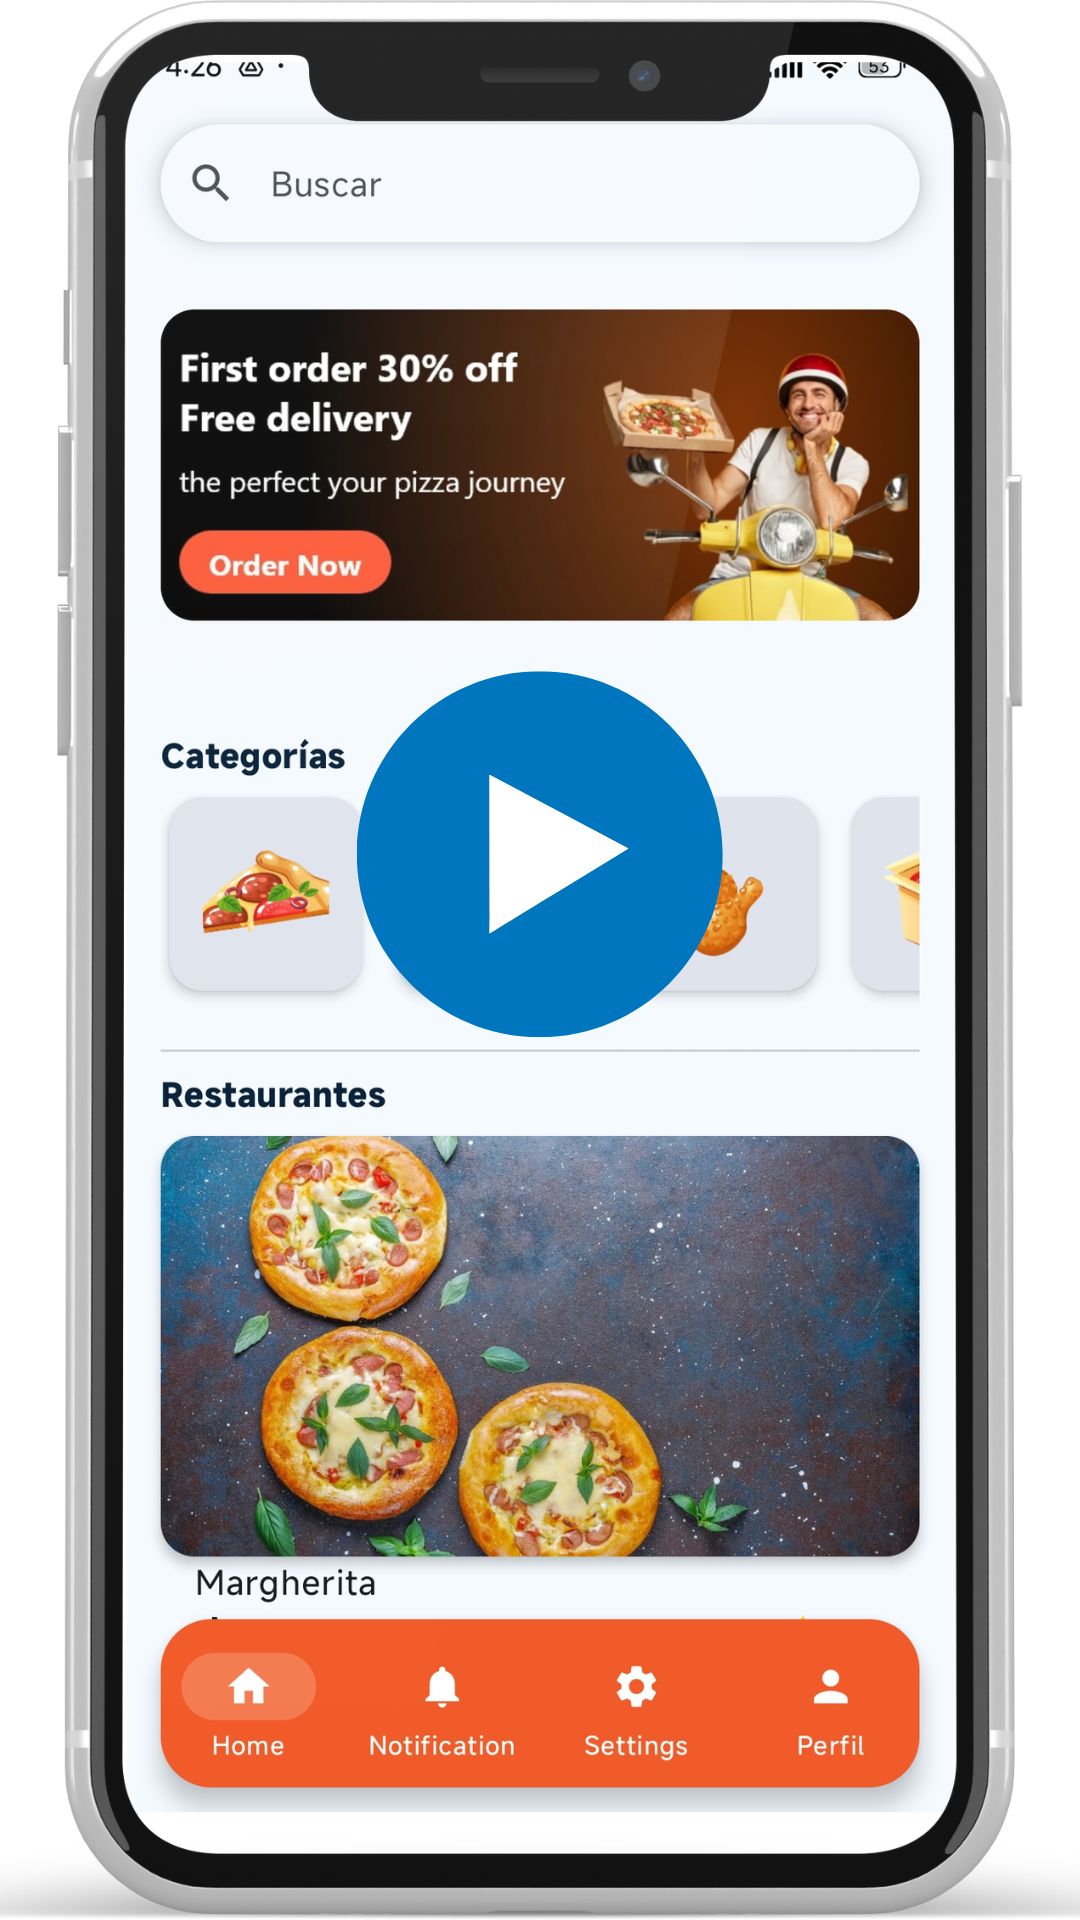 4:26
53
Buscar
First order 30% off
Free delivery
the perfect your pizza journey
Order Now
Categorías
Restaurantes
Margherita
Home
Notification
Settings
Perfil